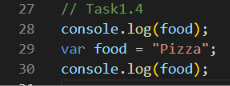 27 // Task1.4
28 console.log(food);
29 var food = "Pizza";
30 console.log(food);